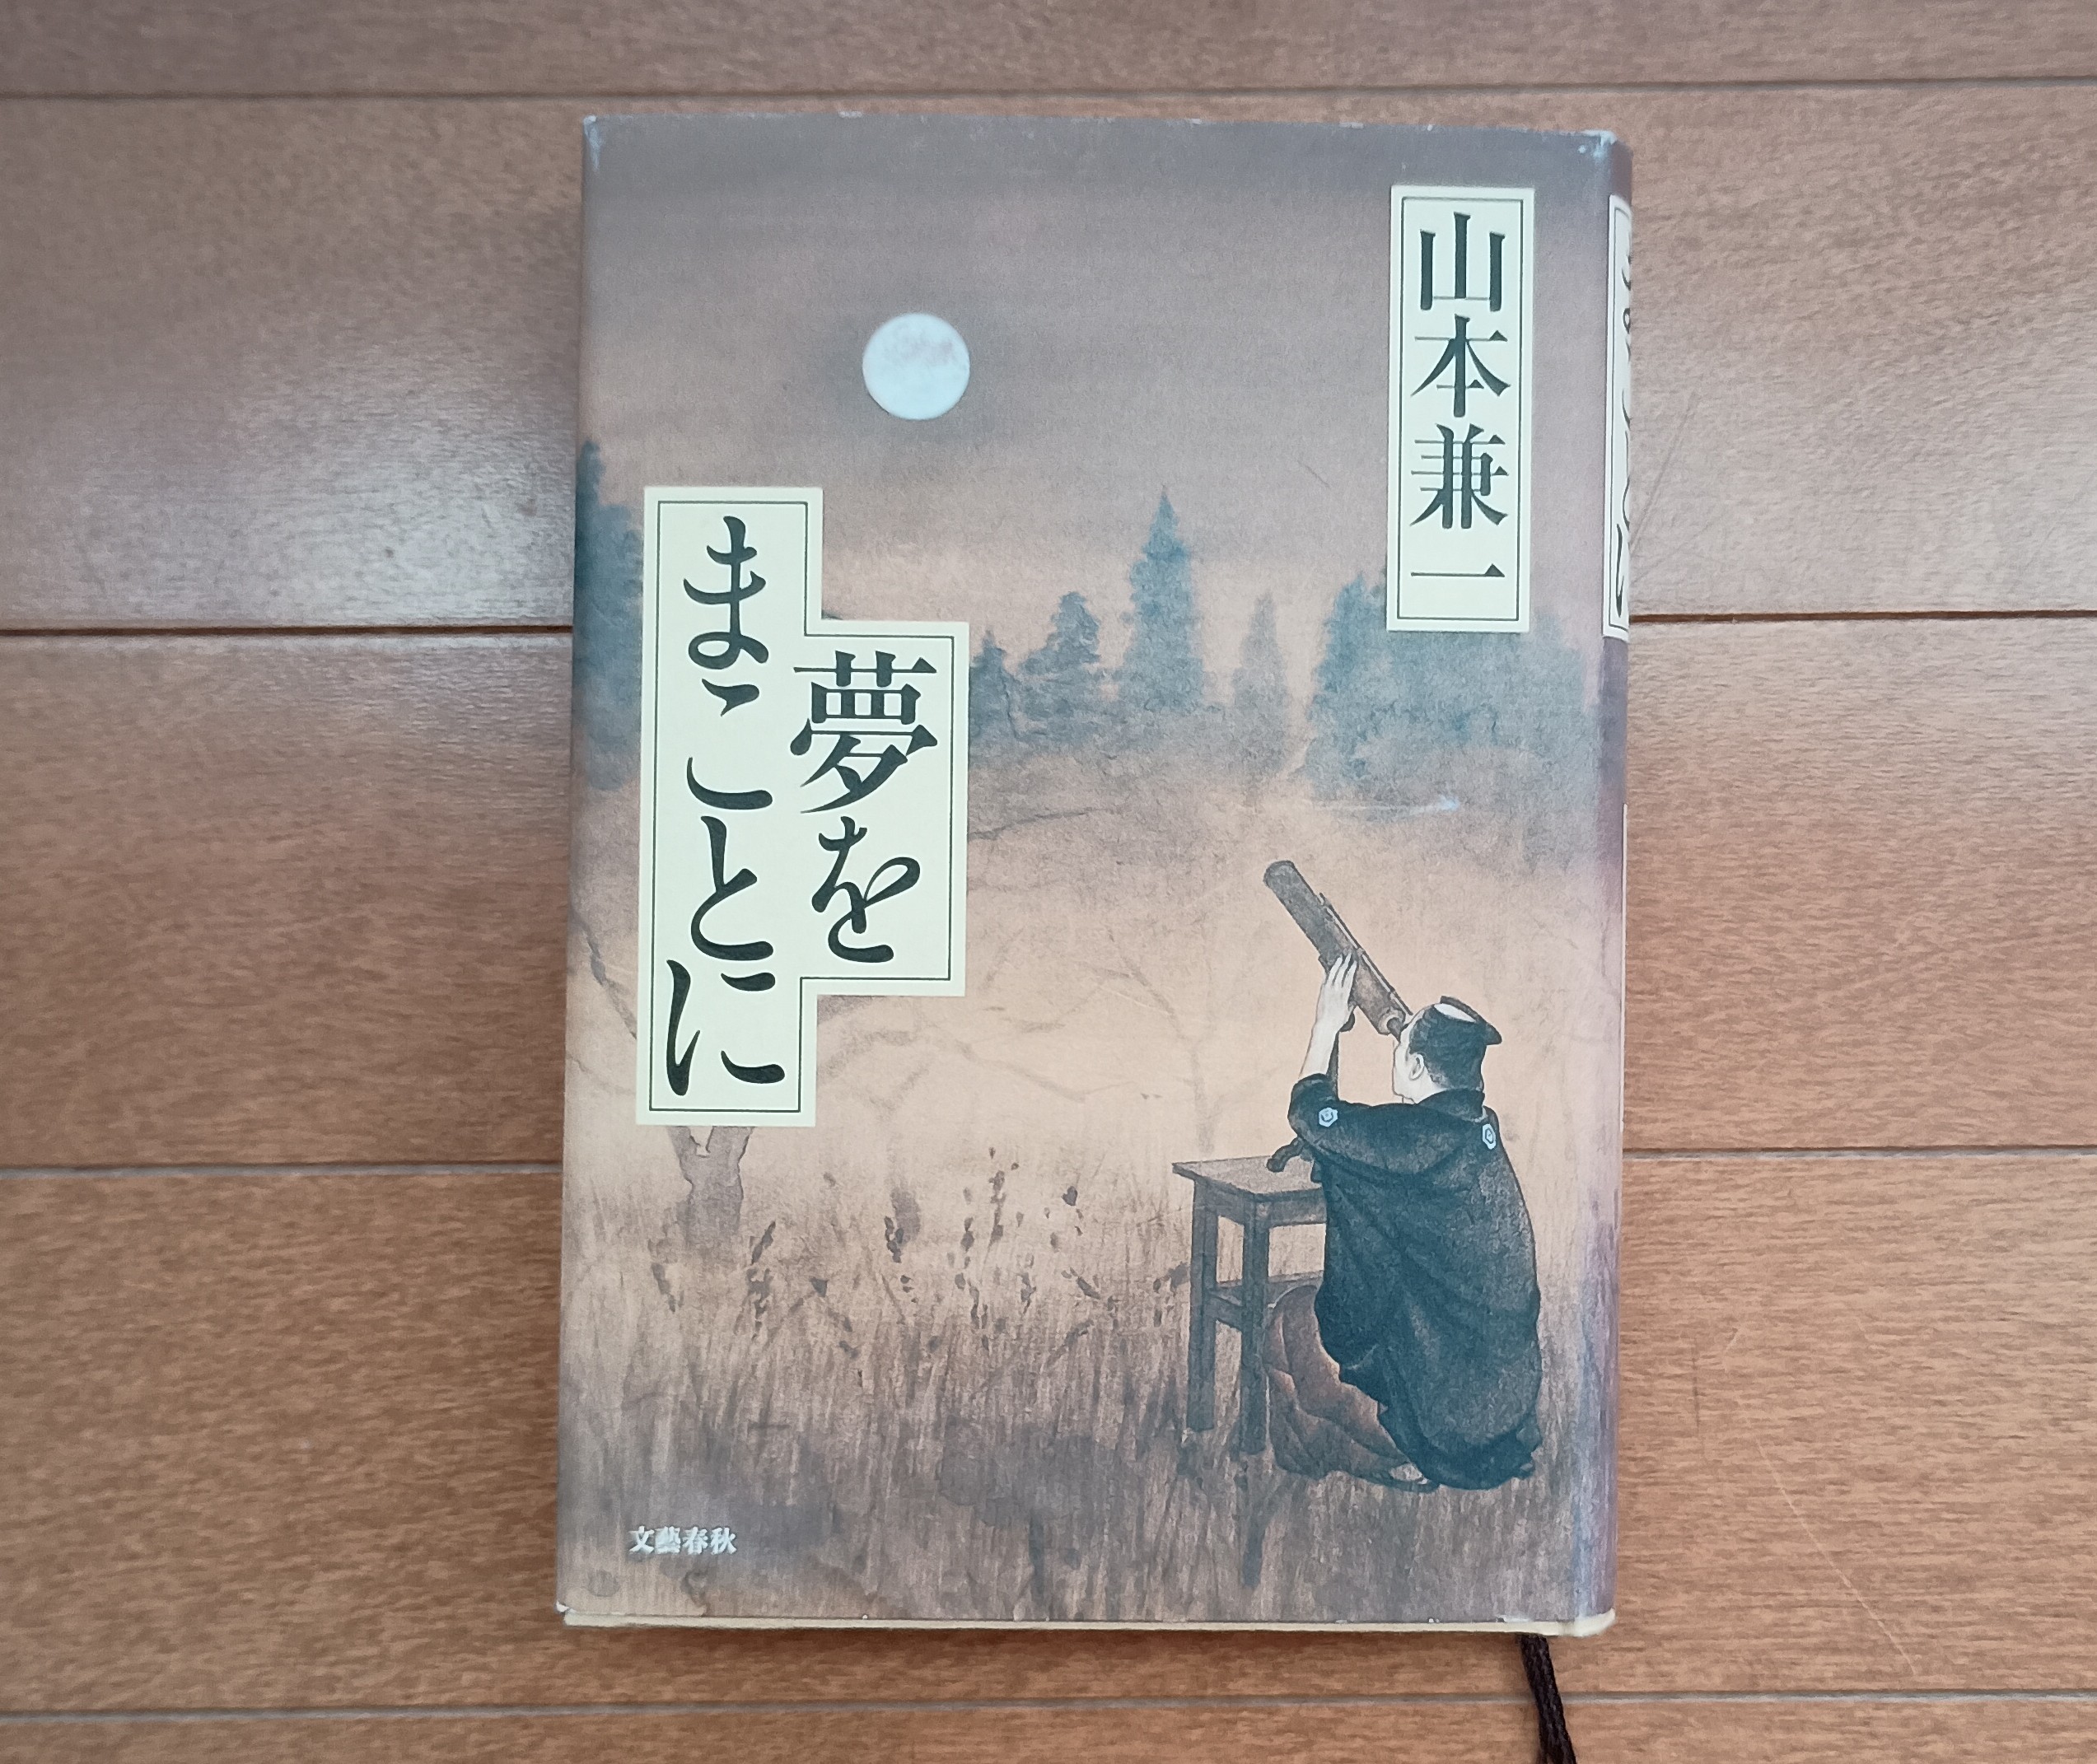 山本兼一
夢を
まことに
文藝春秋